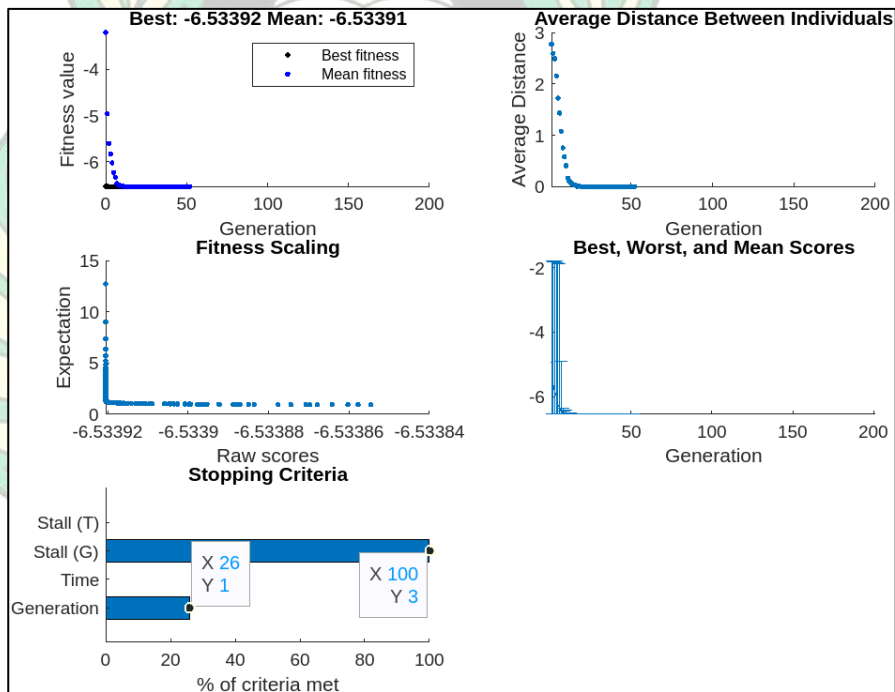 Best: -6.53392 Mean: -6.53391
Fitness value
-4
-5
-6
Best fitness
Mean fitness
0 50 100 150 200
Generation
Average Distance Between Individuals
Average Distance
3
2
1
0
50 100 150 200
Generation
Fitness Scaling
Expectation
15
10
5
0
-6.53392 -6.5339 -6.53388 -6.53386 -6.53384
Raw scores
Best, Worst, and Mean Scores
-2
-4
-6
50 100 150 200
Generation
Stopping Criteria
Stall (T)
Stall (G)
Time
Generation
X 26
Y 1
X 100
Y 3
0 20 40 60 80 100
% of criteria met